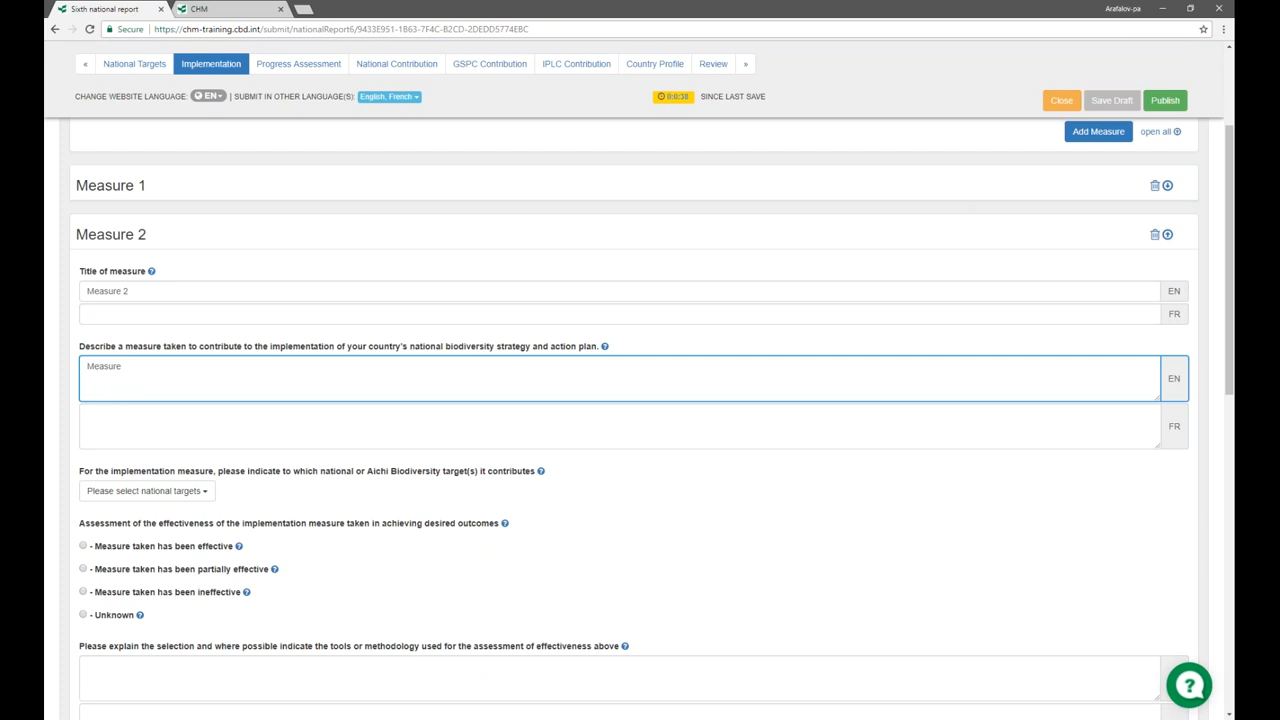 Sixth national report
CHM
Arafalov-pa
Secure https://chm-training.cbd.int/submit/nationalReport6/9433E951-1B63-7F4C-B2CD-2DEDD5774EBC
« National Targets Implementation Progress Assessment National Contribution GSPC Contribution IPLC Contribution Country Profile Review »
CHANGE WEBSITE LANGUAGE: EN | SUBMIT IN OTHER LANGUAGE(S): English, French
0:0:38 SINCE LAST SAVE
Close Save Draft Publish
Add Measure open all
Measure 1
Measure 2
Title of measure
Measure 2 EN
FR
Describe a measure taken to contribute to the implementation of your country's national biodiversity strategy and action plan.
Measure
EN
FR
For the implementation measure, please indicate to which national or Aichi Biodiversity target(s) it contributes
Please select national targets
Assessment of the effectiveness of the implementation measure taken in achieving desired outcomes
- Measure taken has been effective
- Measure taken has been partially effective
- Measure taken has been ineffective
- Unknown
Please explain the selection and where possible indicate the tools or methodology used for the assessment of effectiveness above